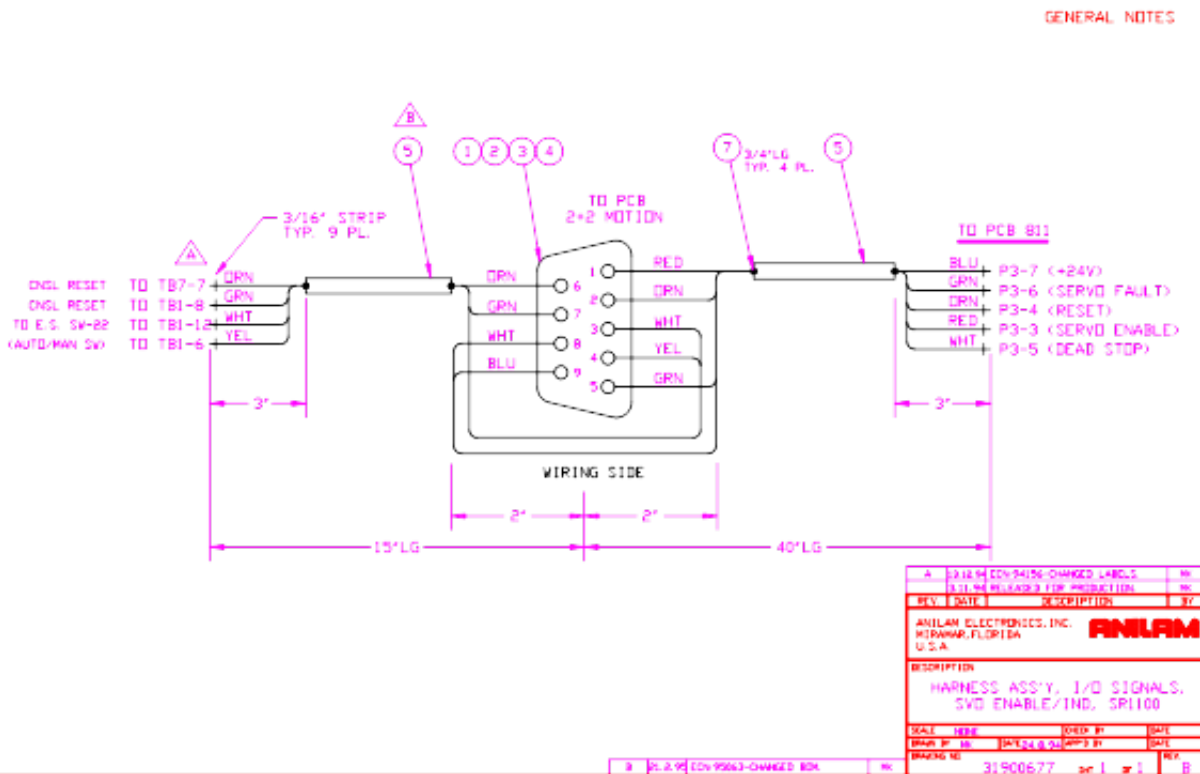 GENERAL NOTES
B
5
1 2 3 4
7
3/4"LG
TYP. 4 PL.
5
TO PCB
2+2 MOTION
3/16" STRIP
TYP. 9 PL.
A
TO PCB 811
CNSL RESET TO TB7-7 ORN
CNSL RESET TO TB1-8 GRN
TO E.S. SW-22 TO TB1-12 WHT
(AUTO/MAN SW) TO TB1-6 YEL
ORN 6
GRN 7
WHT 8
BLU 9
1 RED
2 ORN
3 WHT
4 YEL
5 GRN
BLU P3-7 (+24V)
GRN P3-6 (SERVO FAULT)
ORN P3-4 (RESET)
RED P3-3 (SERVO ENABLE)
WHT P3-5 (DEAD STOP)
3"
3"
WIRING SIDE
2"
2"
15"LG
40"LG
A ECN-94156-CHANGED LABELS
RELEASED FOR PRODUCTION
REV. DATE DESCRIPTION BY
ANILAM ELECTRONICS, INC.
MIRAMAR, FLORIDA
U.S.A.
ANILAM
DESCRIPTION
HARNESS ASS'Y, I/O SIGNALS,
SVO ENABLE/IND, SR1100
SCALE NONE CHECK BY DATE
DRAWN BY DATE APP'D BY DATE
DRAWING NO
31900677 1 1
REV
B
CHANGED BOM